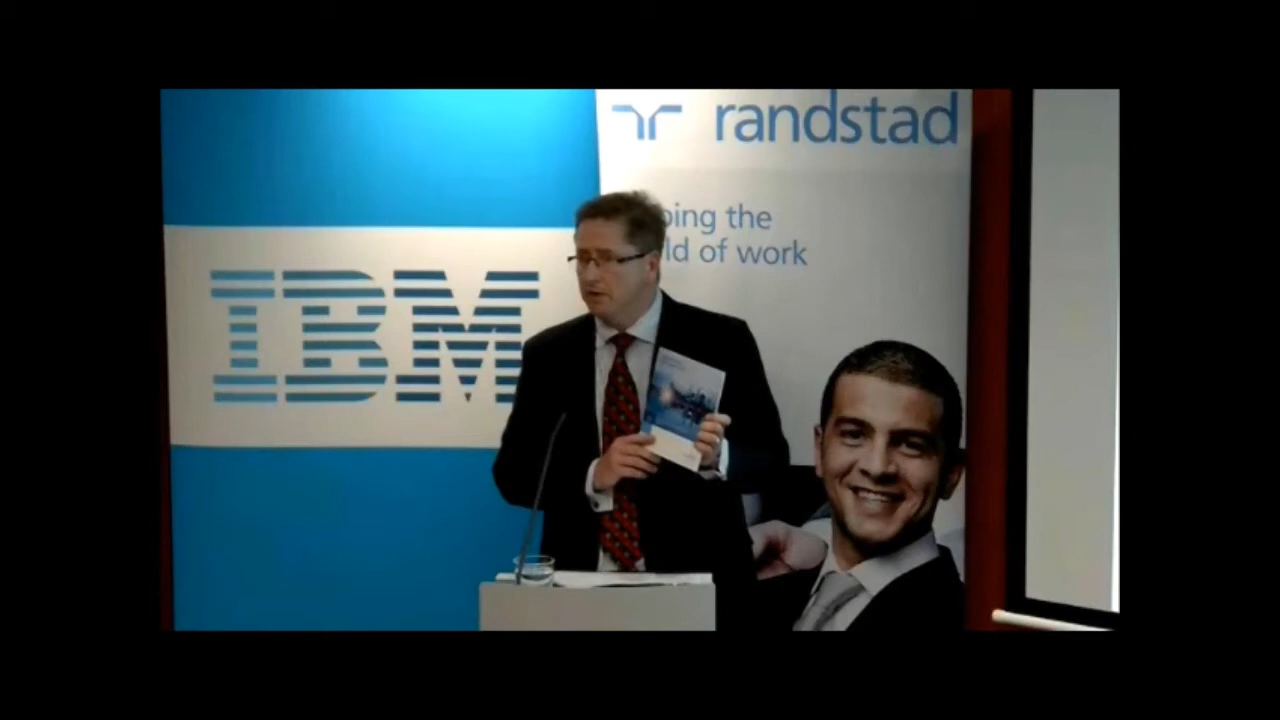 randstad
ping the
ld of work
IBM